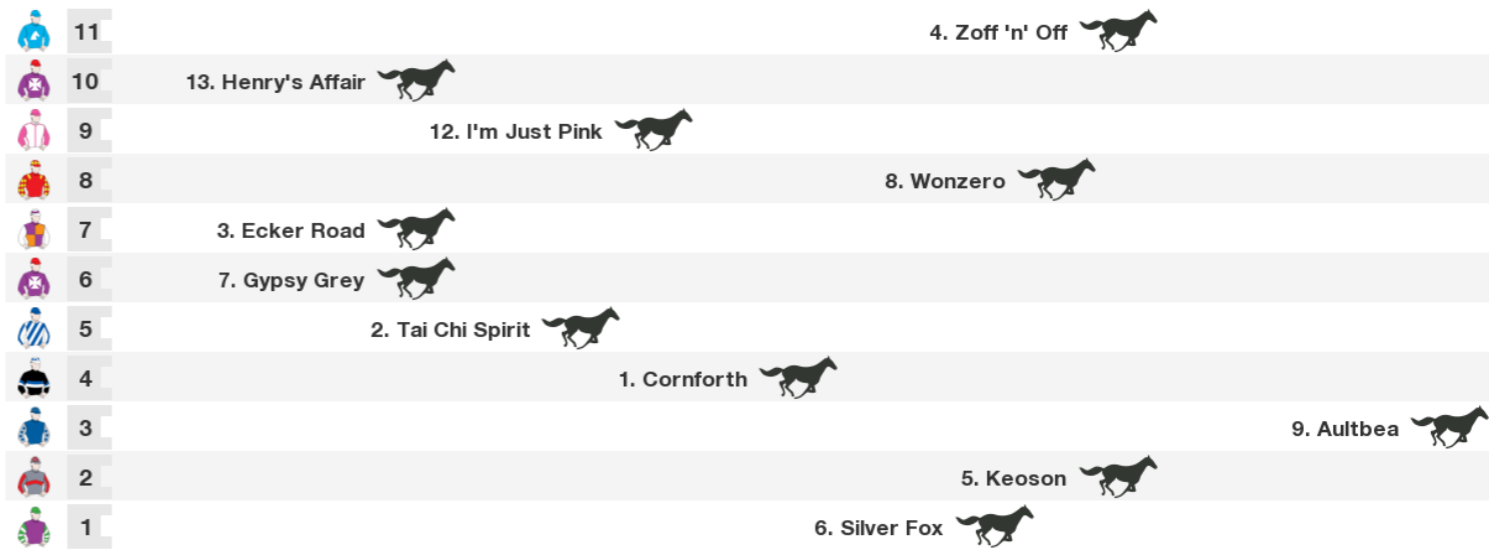 11 4. Zoff 'n' Off
10 13. Henry's Affair
9 12. I'm Just Pink
8 8. Wonzero
7 3. Ecker Road
6 7. Gypsy Grey
5 2. Tai Chi Spirit
4 1. Cornforth
3 9. Aultbea
2 5. Keoson
1 6. Silver Fox